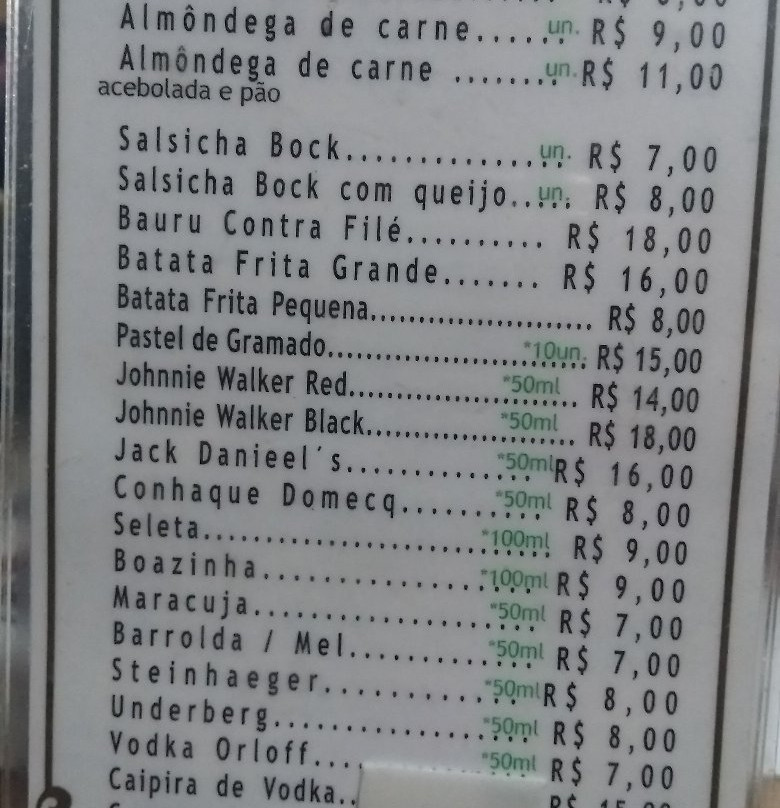 Almôndega de carne...... un. R$ 9,00
Almôndega de carne ........ un. R$ 11,00
acebolada e pão
Salsicha Bock................ un. R$ 7,00
Salsicha Bock com queijo..... un. R$ 8,00
Bauru Contra Filé.......... R$ 18,00
Batata Frita Grande....... R$ 16,00
Batata Frita Pequena............................ R$ 8,00
Pastel de Gramado.............................. *10un. R$ 15,00
Johnnie Walker Red............................. *50ml R$ 14,00
Johnnie Walker Black.......................... *50ml R$ 18,00
Jack Danieel´s.............. *50ml R$ 16,00
Conhaque Domecq.......... *50ml R$ 8,00
Seleta.............................. *100ml R$ 9,00
Boazinha.................... *100ml R$ 9,00
Maracuja.................... *50ml R$ 7,00
Barrolda / Mel............. *50ml R$ 7,00
Steinhaeger.............. *50ml R$ 8,00
Underberg.................. *50ml R$ 8,00
Vodka Orloff.... *50ml R$ 7,00
Caipira de Vodka.. R$